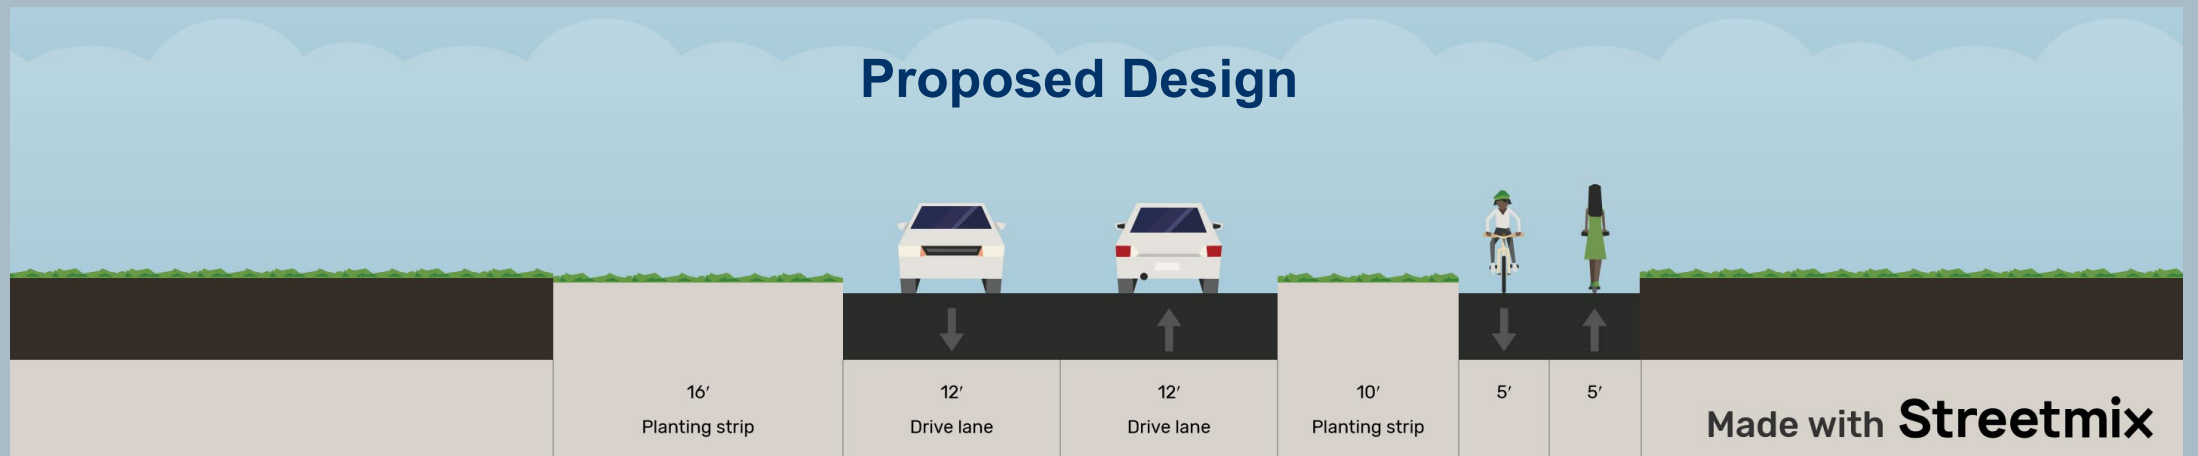 Proposed Design
16′
12′
12′
10′
5′
5′
Planting strip
Drive lane
Drive lane
Planting strip
Made with Streetmix